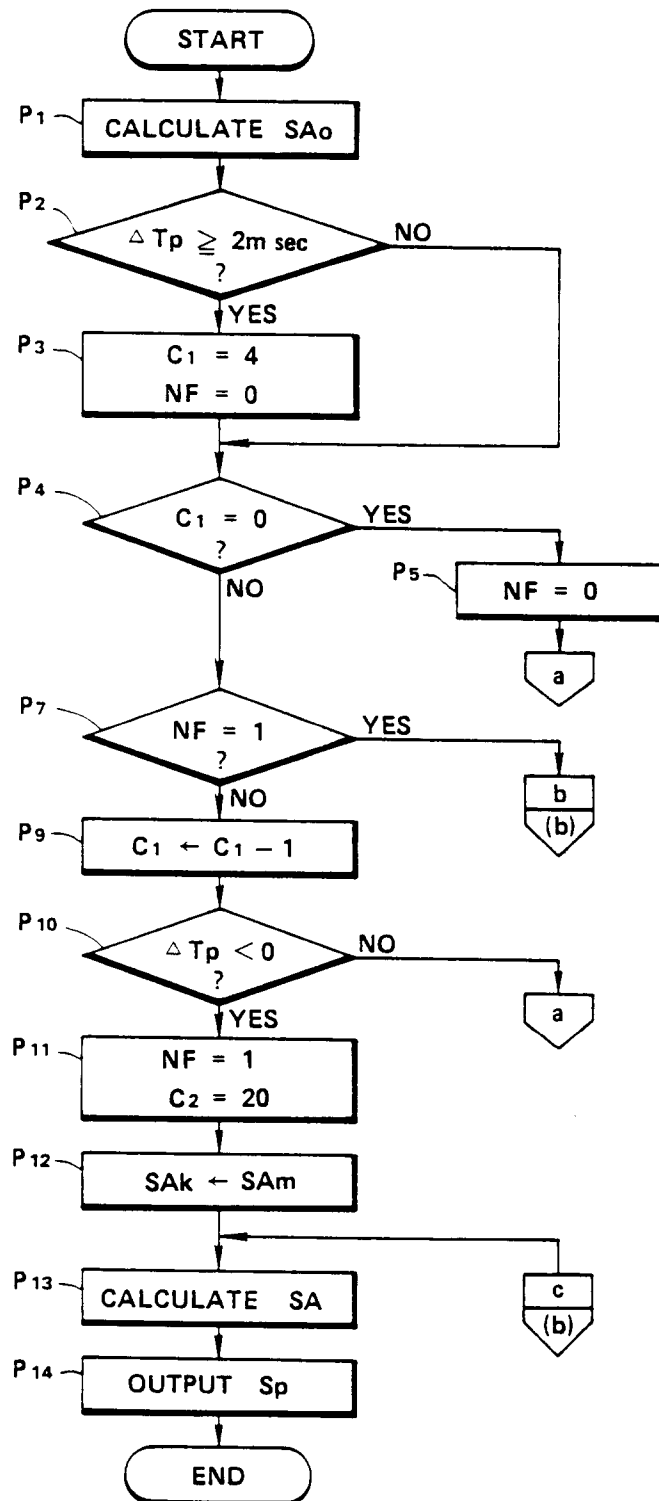 START
P1
CALCULATE SAo
P2
△Tp ≧ 2m sec
?
NO
YES
P3
C1 = 4
NF = 0
P4
C1 = 0
?
YES
NO
P5
NF = 0
a
P7
NF = 1
?
YES
NO
b
(b)
P9
C1 ← C1 - 1
P10
△Tp < 0
?
NO
YES
a
P11
NF = 1
C2 = 20
P12
SAk ← SAm
c
(b)
P13
CALCULATE SA
P14
OUTPUT Sp
END